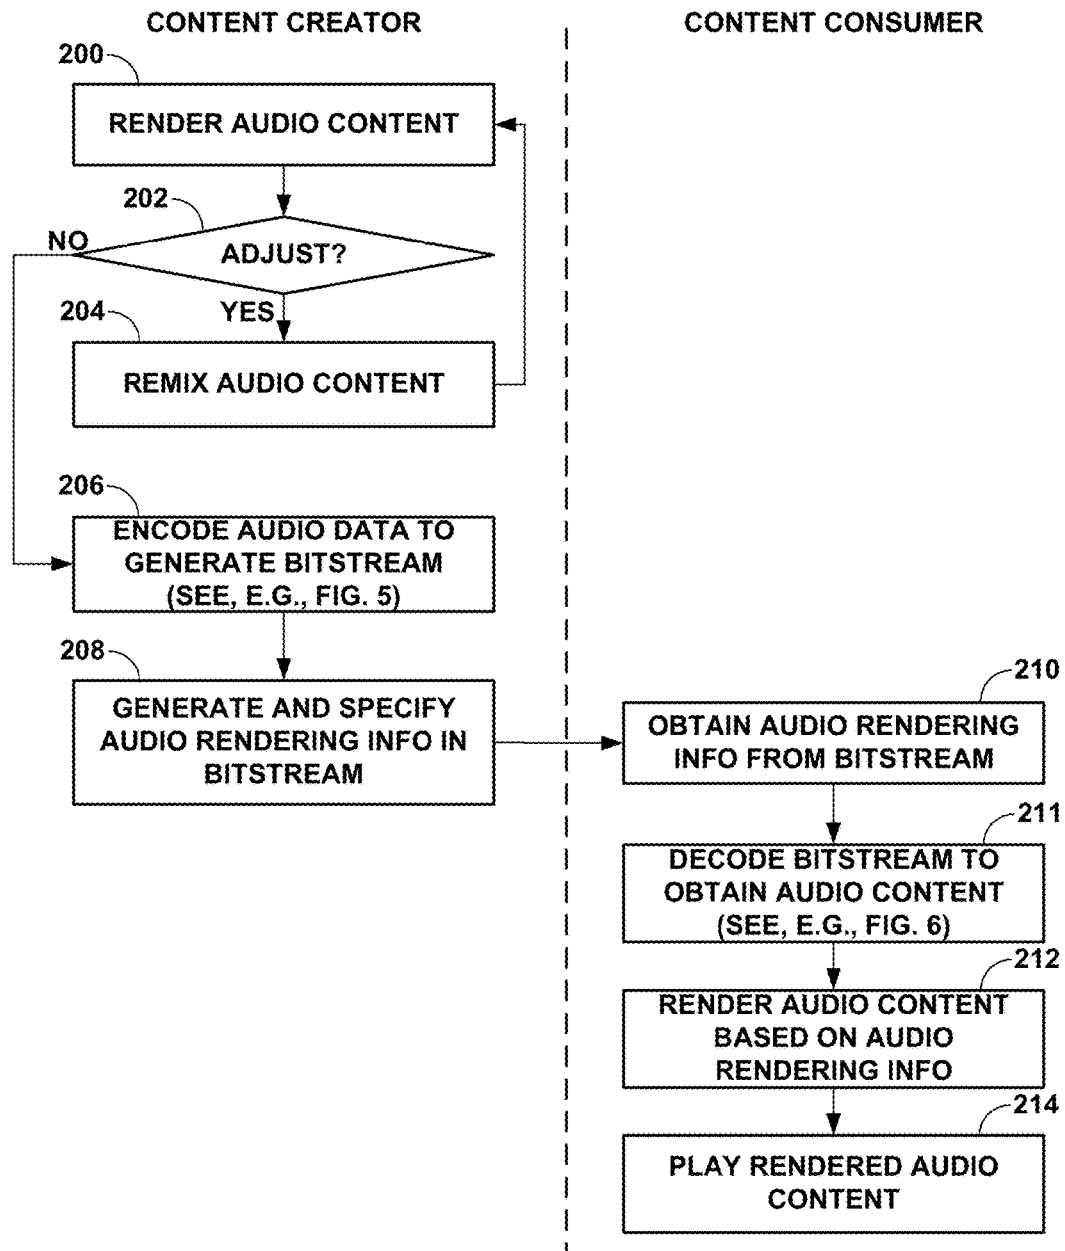 CONTENT CREATOR
CONTENT CONSUMER
200
RENDER AUDIO CONTENT
202
NO
ADJUST?
YES
204
REMIX AUDIO CONTENT
206
ENCODE AUDIO DATA TO
GENERATE BITSTREAM
(SEE, E.G., FIG. 5)
208
GENERATE AND SPECIFY
AUDIO RENDERING INFO IN
BITSTREAM
210
OBTAIN AUDIO RENDERING
INFO FROM BITSTREAM
211
DECODE BITSTREAM TO
OBTAIN AUDIO CONTENT
(SEE, E.G., FIG. 6)
212
RENDER AUDIO CONTENT
BASED ON AUDIO
RENDERING INFO
214
PLAY RENDERED AUDIO
CONTENT